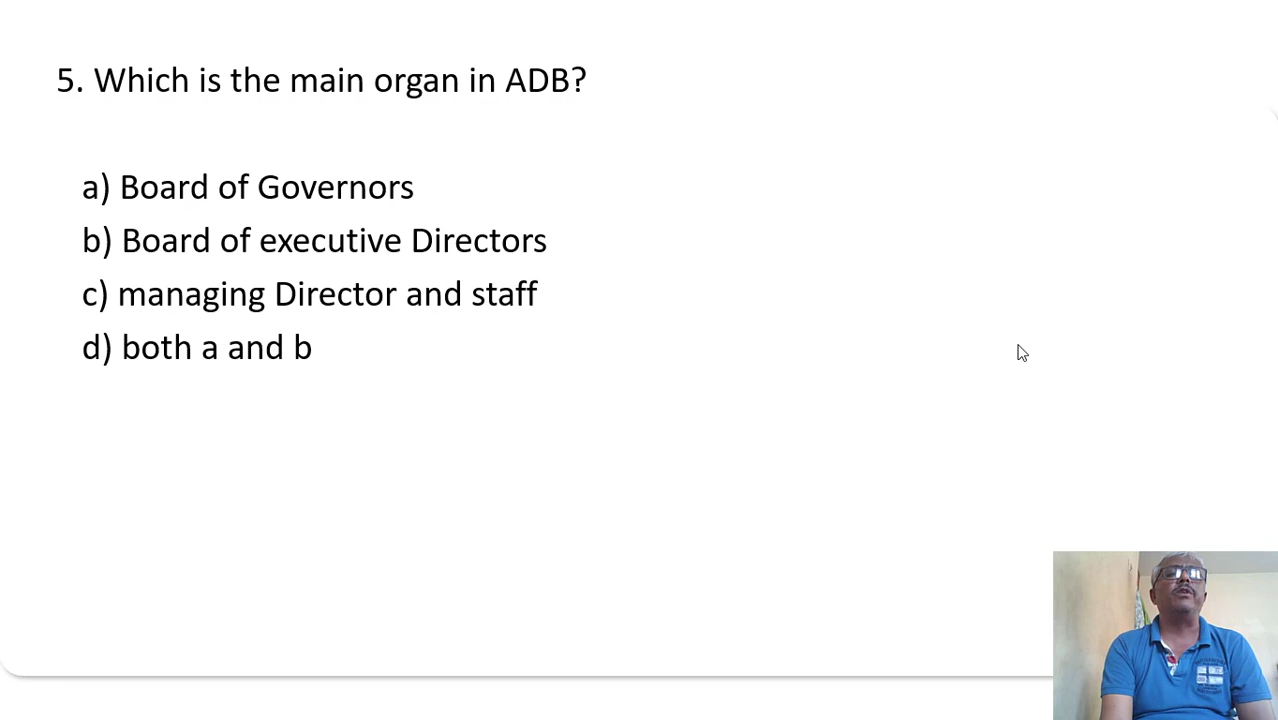 5. Which is the main organ in ADB?
a) Board of Governors
b) Board of executive Directors
c) managing Director and staff
d) both a and b